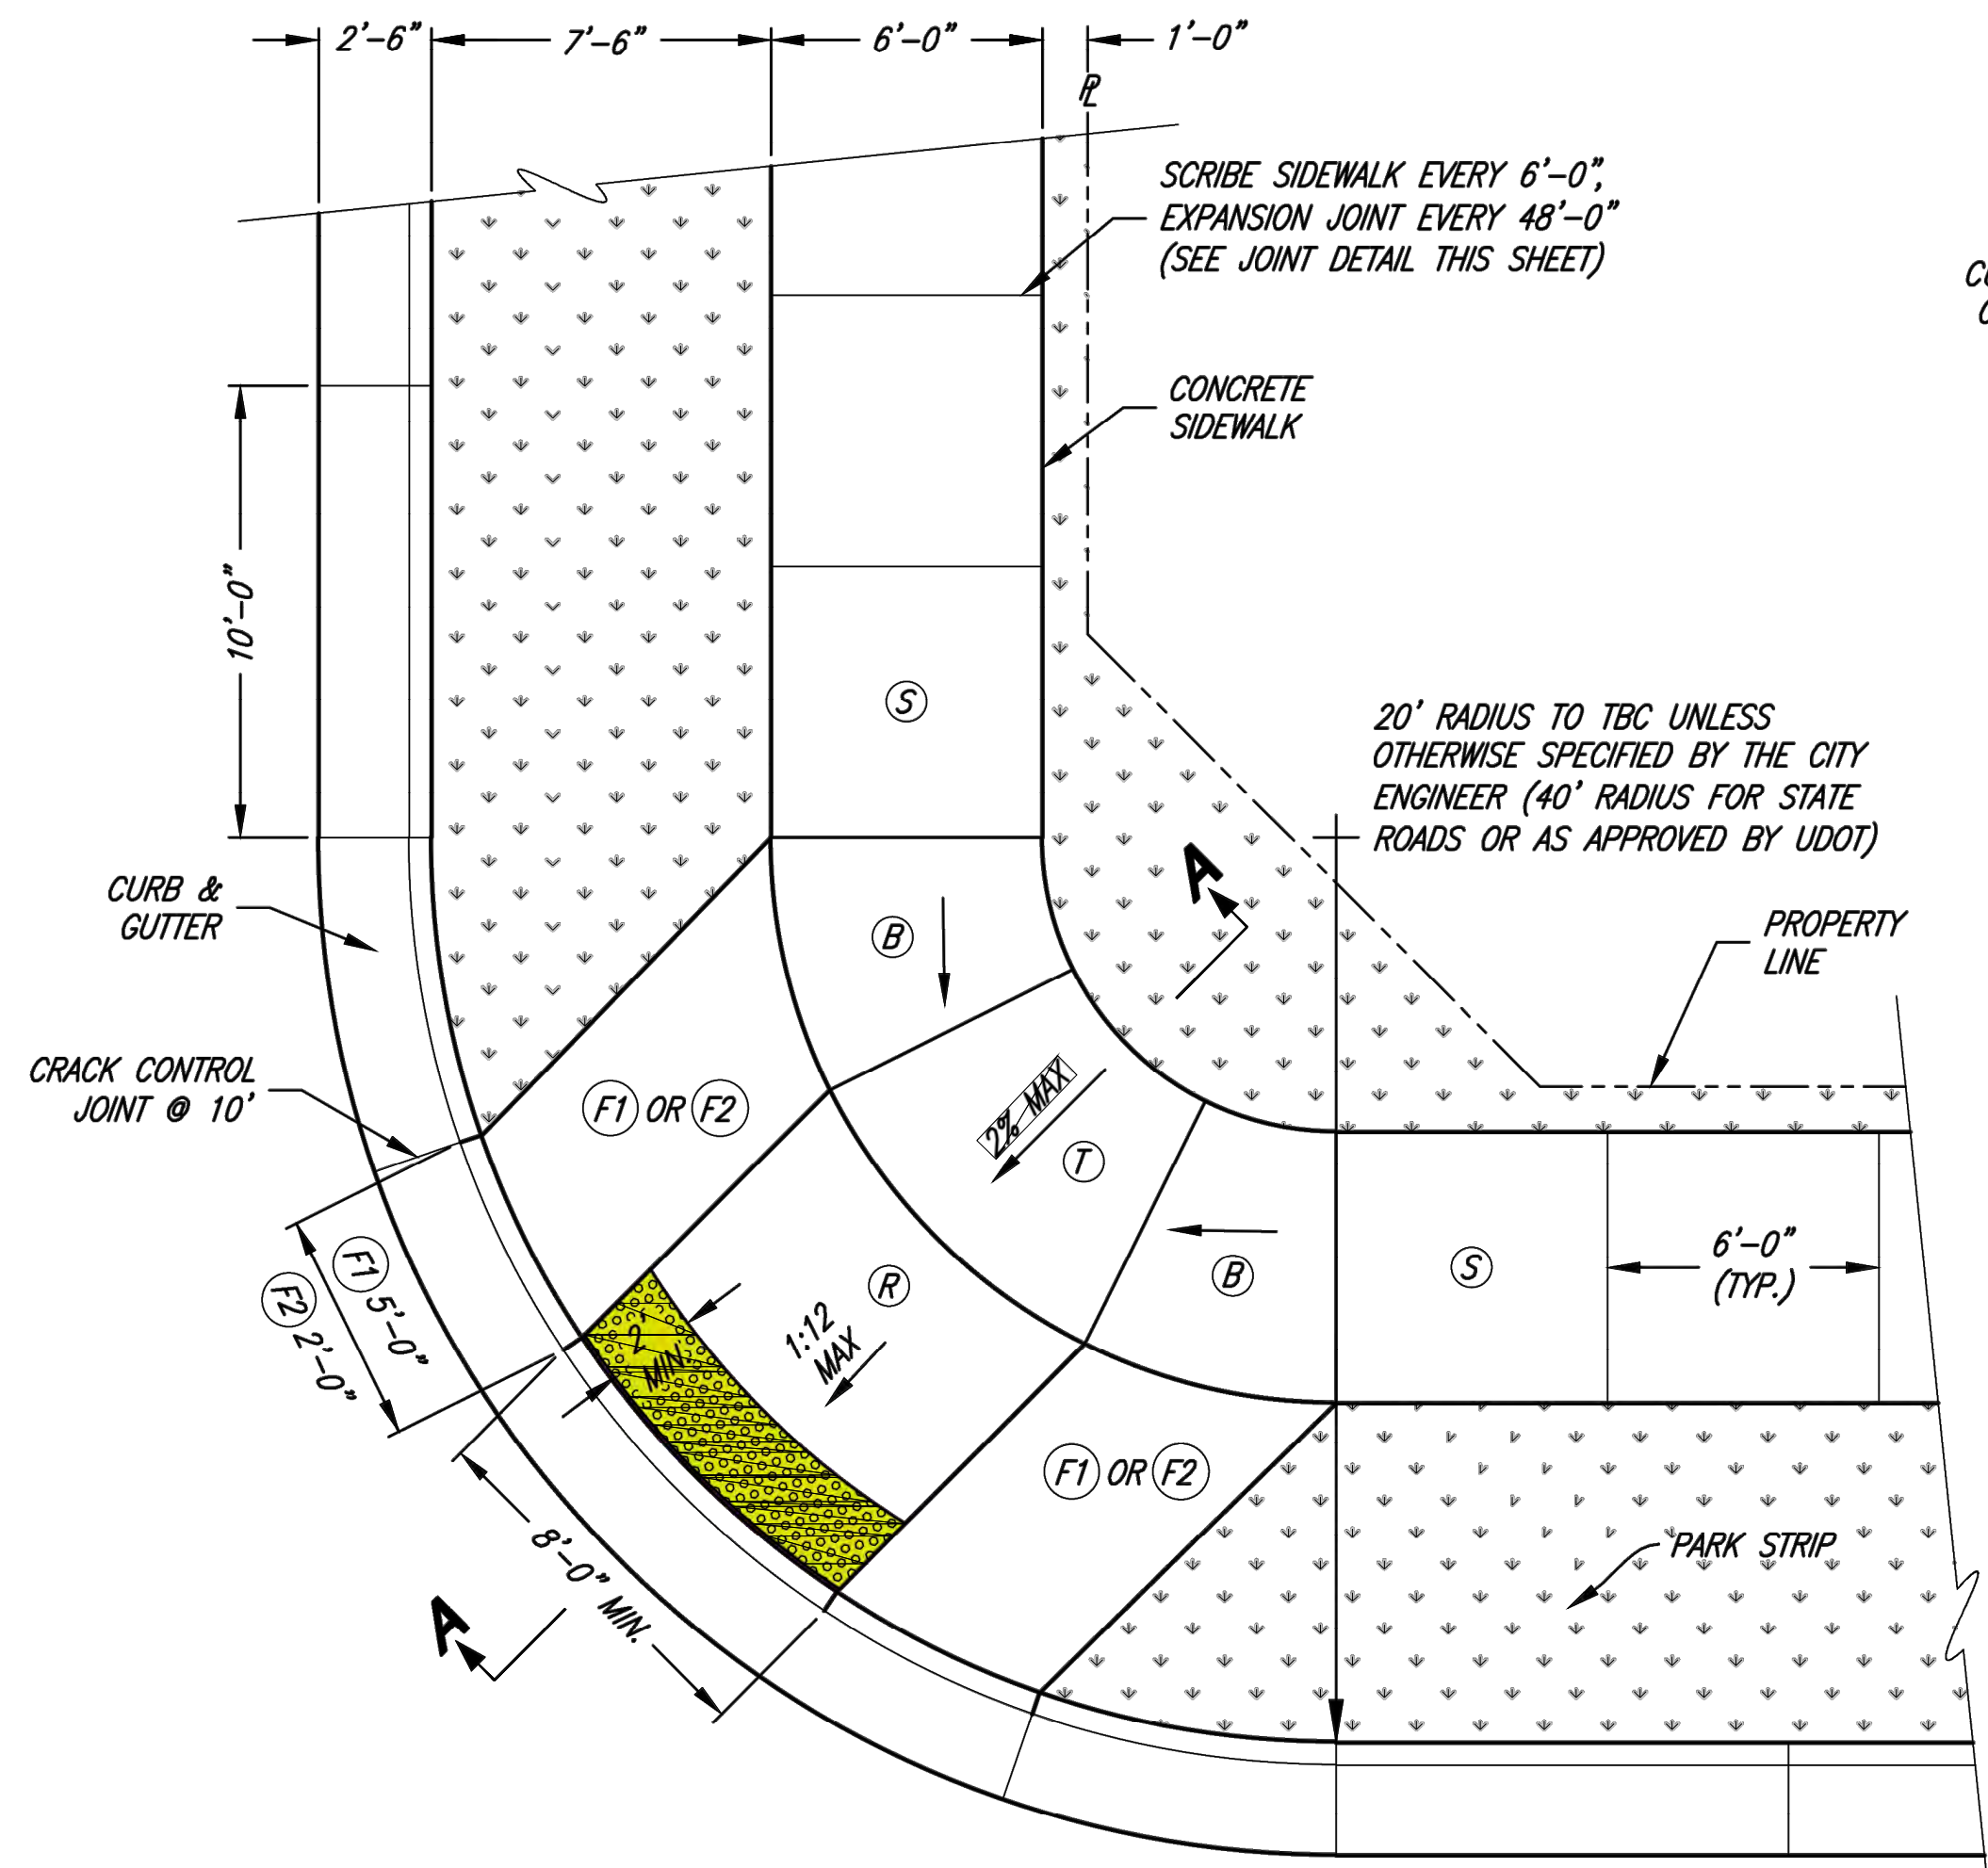 2'-6" 7'-6" 6'-0" 1'-0"
PL
SCRIBE SIDEWALK EVERY 6'-0",
EXPANSION JOINT EVERY 48'-0"
(SEE JOINT DETAIL THIS SHEET)
CONCRETE
SIDEWALK
10'-0"
S
20' RADIUS TO TBC UNLESS
OTHERWISE SPECIFIED BY THE CITY
ENGINEER (40' RADIUS FOR STATE
ROADS OR AS APPROVED BY UDOT)
A
CURB &
GUTTER
B
PROPERTY
LINE
CRACK CONTROL
JOINT @ 10'
F1 OR F2
2% MAX
T
F1 5'-0"
F2 2'-0"
R
B
S
6'-0"
(TYP.)
2'
MIN.
1:12
MAX
F1 OR F2
8'-0" MIN.
PARK STRIP
A